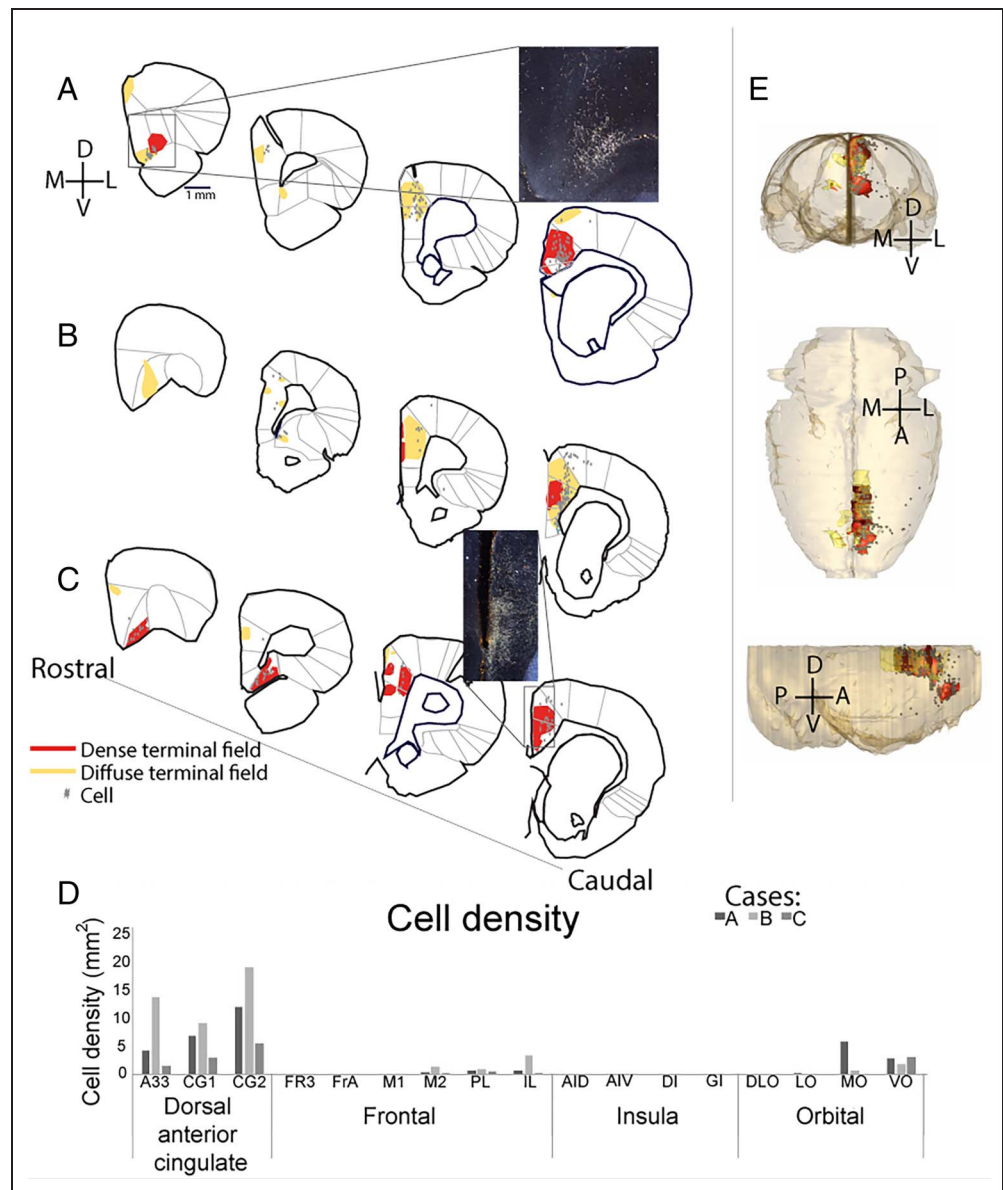 A
D
M L
V
1 mm
B
C
Rostral
Dense terminal field
Diffuse terminal field
Cell
Caudal
E
D
M L
V
P
M L
A
D
P A
V
D
Cell density
Cases:
A B C
Cell density (mm2)
25
20
15
10
5
0
A33 CG1 CG2 FR3 FrA M1 M2 PL IL AID AIV DI GI DLO LO MO VO
Dorsal anterior cingulate
Frontal
Insula
Orbital